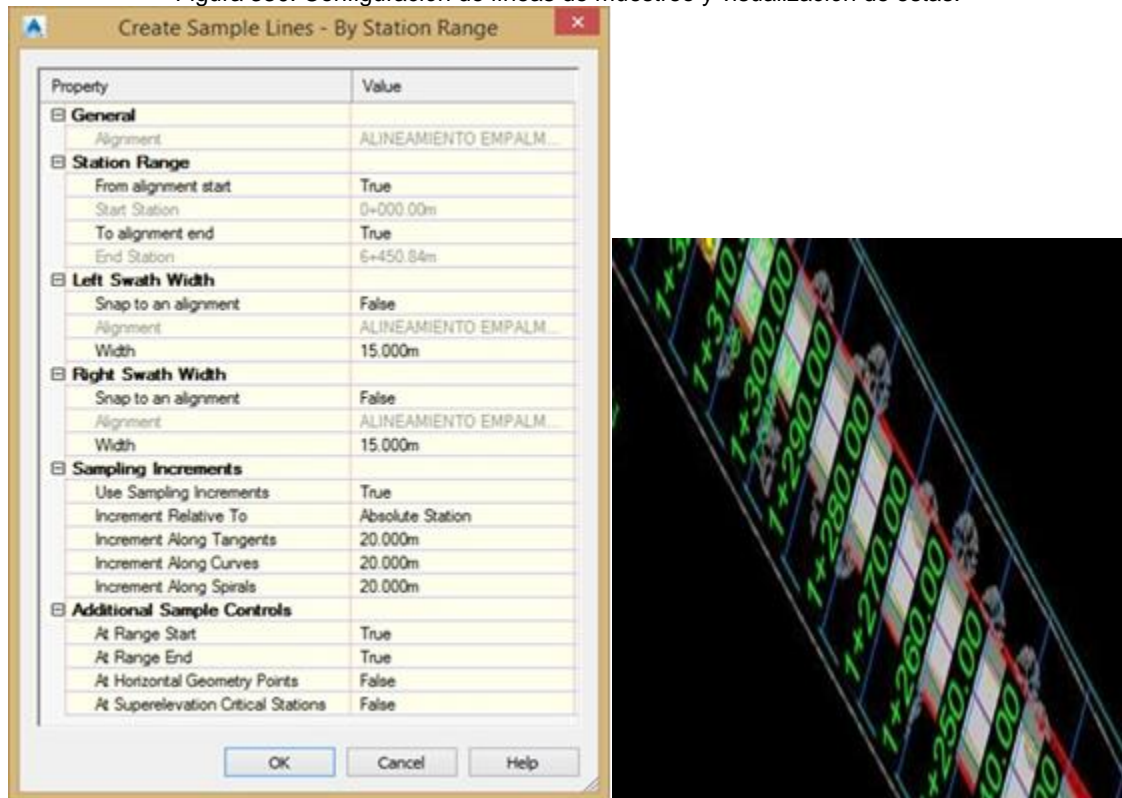 Create Sample Lines - By Station Range
Property Value
General
Alignment ALINEAMIENTO EMPALM...
Station Range
From alignment start True
Start Station 0+000.00m
To alignment end True
End Station 6+450.84m
Left Swath Width
Snap to an alignment False
Alignment ALINEAMIENTO EMPALM...
Width 15.000m
Right Swath Width
Snap to an alignment False
Alignment ALINEAMIENTO EMPALM...
Width 15.000m
Sampling Increments
Use Sampling Increments True
Increment Relative To Absolute Station
Increment Along Tangents 20.000m
Increment Along Curves 20.000m
Increment Along Spirals 20.000m
Additional Sample Controls
At Range Start True
At Range End True
At Horizontal Geometry Points False
At Superelevation Critical Stations False
OK Cancel Help
1+310.
1+300.00
1+290.00
1+280.00
1+270.00
1+260.00
1+250.00
0.00